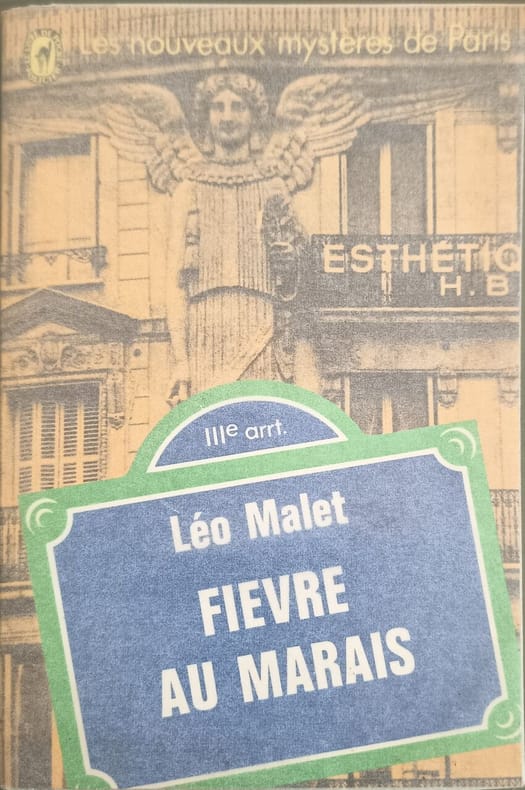 Les nouveaux mystères de Paris
ESTHÉTIQ
H.B
IIIe arrt.
Léo Malet
FIEVRE
AU MARAIS